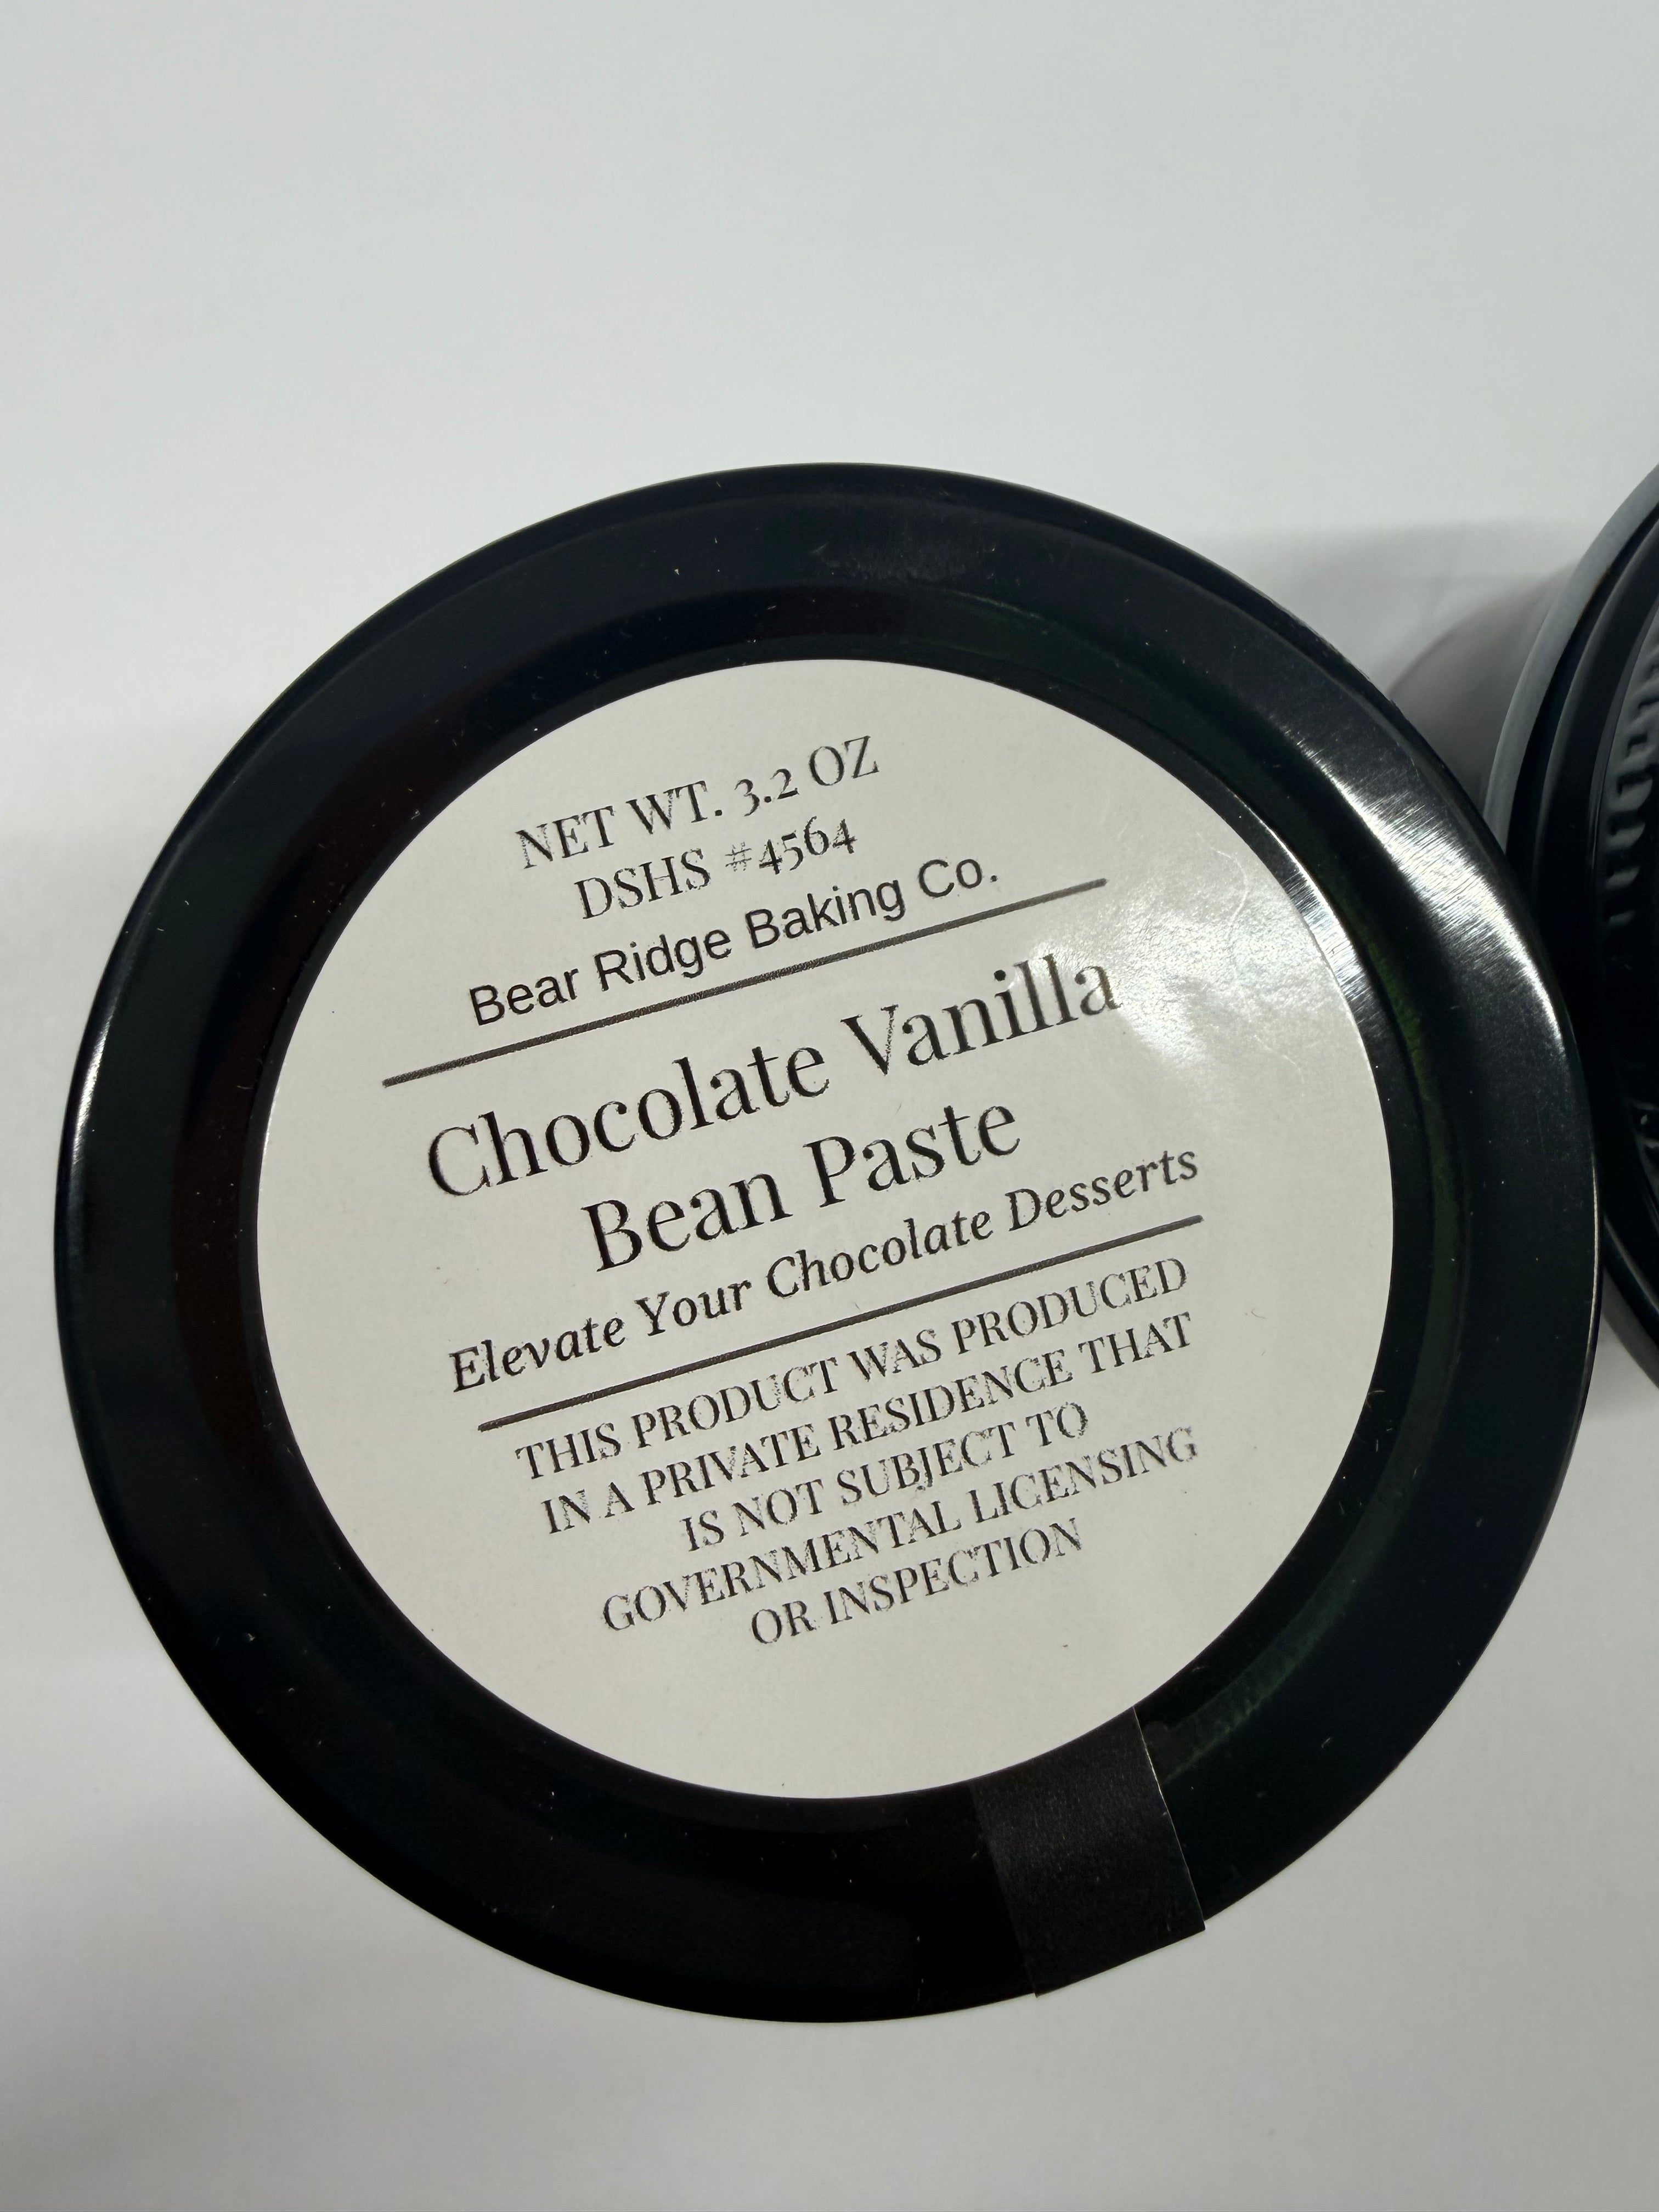 NET WT. 3.2 OZ
DSHS #4564
Bear Ridge Baking Co.
Chocolate Vanilla
Bean Paste
Elevate Your Chocolate Desserts
THIS PRODUCT WAS PRODUCED
IN A PRIVATE RESIDENCE THAT
IS NOT SUBJECT TO
GOVERNMENTAL LICENSING
OR INSPECTION